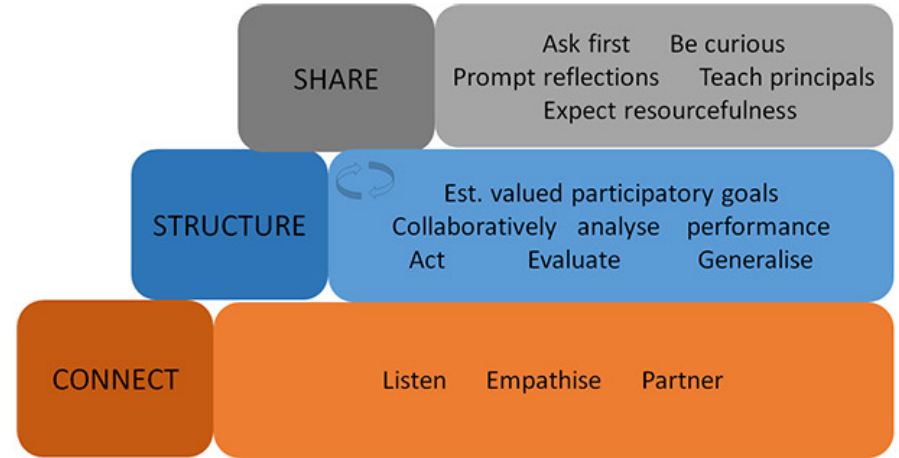 SHARE
Ask first Be curious
Prompt reflections Teach principals
Expect resourcefulness
STRUCTURE
Est. valued participatory goals
Collaboratively analyse performance
Act Evaluate Generalise
CONNECT
Listen Empathise Partner